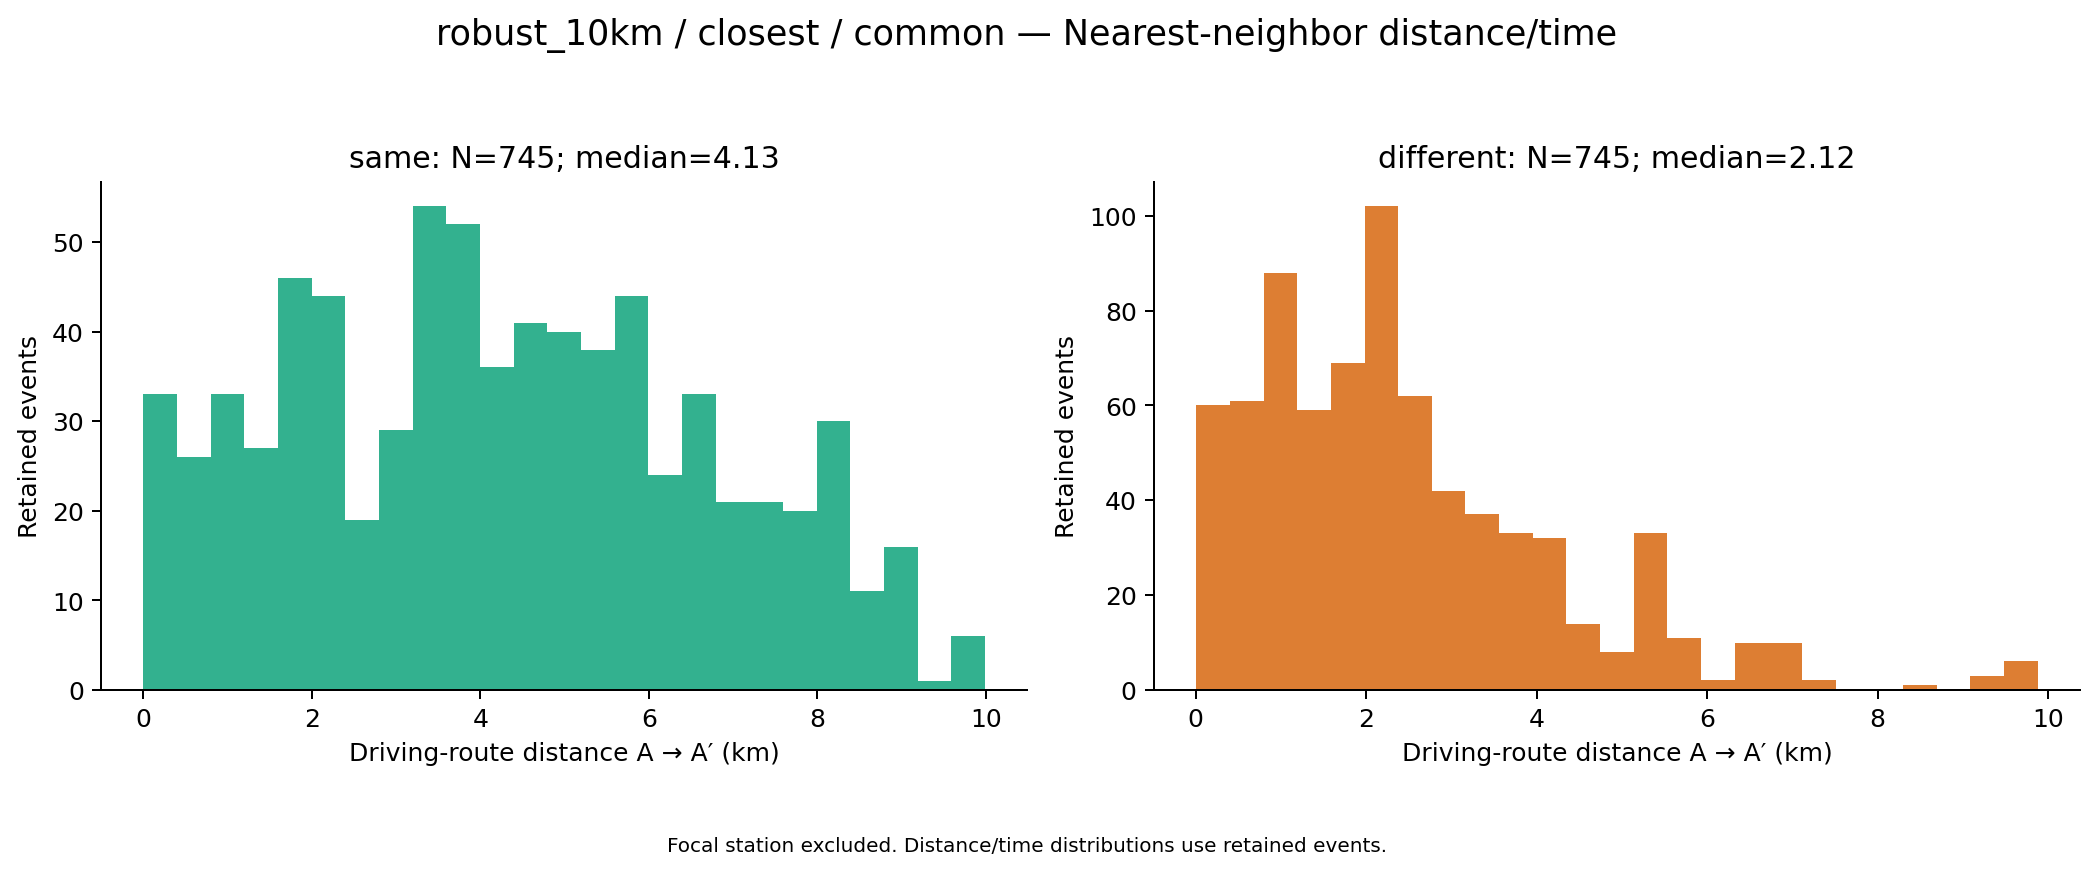 robust_10km / closest / common — Nearest-neighbor distance/time
same: N=745; median=4.13
Retained events
50
40
30
20
10
0
0 2 4 6 8 10
Driving-route distance A → A′ (km)
different: N=745; median=2.12
Retained events
100
80
60
40
20
0
0 2 4 6 8 10
Driving-route distance A → A′ (km)
Focal station excluded. Distance/time distributions use retained events.